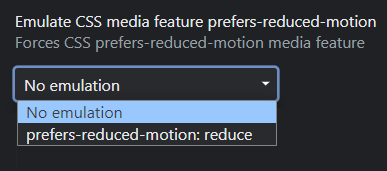 Emulate CSS media feature prefers-reduced-motion
Forces CSS prefers-reduced-motion media feature
No emulation
No emulation
prefers-reduced-motion: reduce